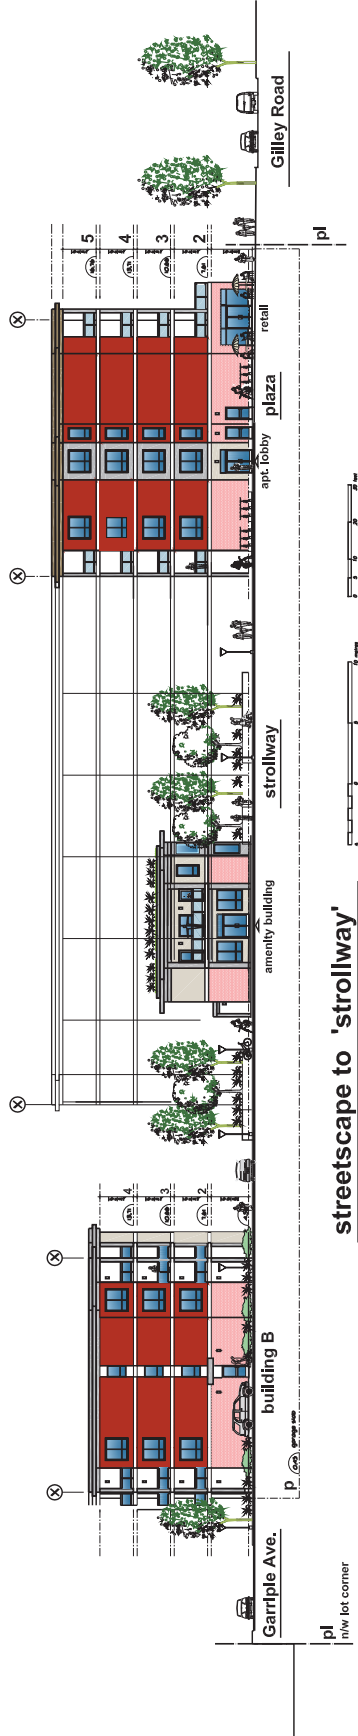 Garriple Ave.
building B
amenity building
strollway
apt. lobby
plaza
retail
Gilley Road
pl
n/w lot corner
p
pl
X
X
X
X
X
4
3
2
5
4
3
2
streetscape to 'strollway'